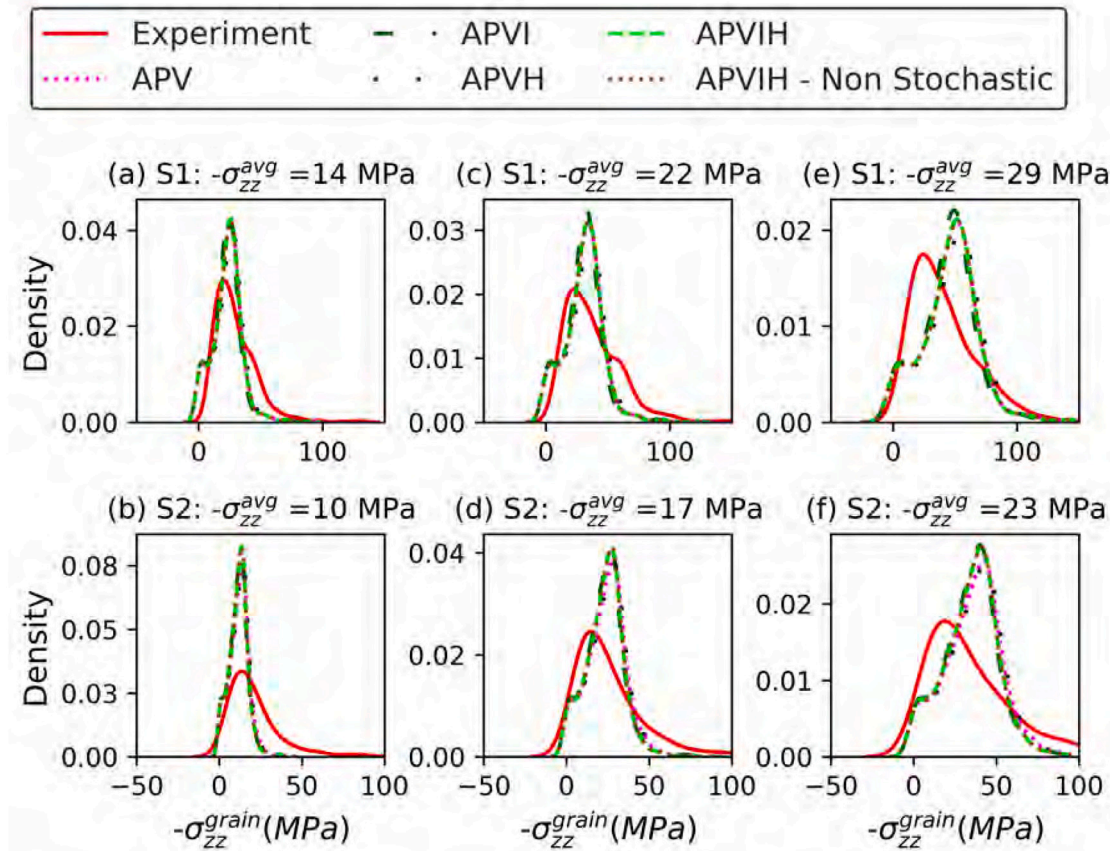 Experiment APVI APVIH
APV APVH APVIH - Non Stochastic
(a) S1: -σ_zz^avg =14 MPa (c) S1: -σ_zz^avg =22 MPa (e) S1: -σ_zz^avg =29 MPa
Density
0.04
0.02
0.00
0 100
0.03
0.02
0.01
0.00
0 100
0.02
0.01
0.00
0 100
(b) S2: -σ_zz^avg =10 MPa (d) S2: -σ_zz^avg =17 MPa (f) S2: -σ_zz^avg =23 MPa
Density
0.08
0.05
0.03
0.00
−50 0 50
0.04
0.02
0.00
0 50 100
0.02
0.01
0.00
0 50 100
-σ_zz^grain(MPa) -σ_zz^grain(MPa) -σ_zz^grain(MPa)